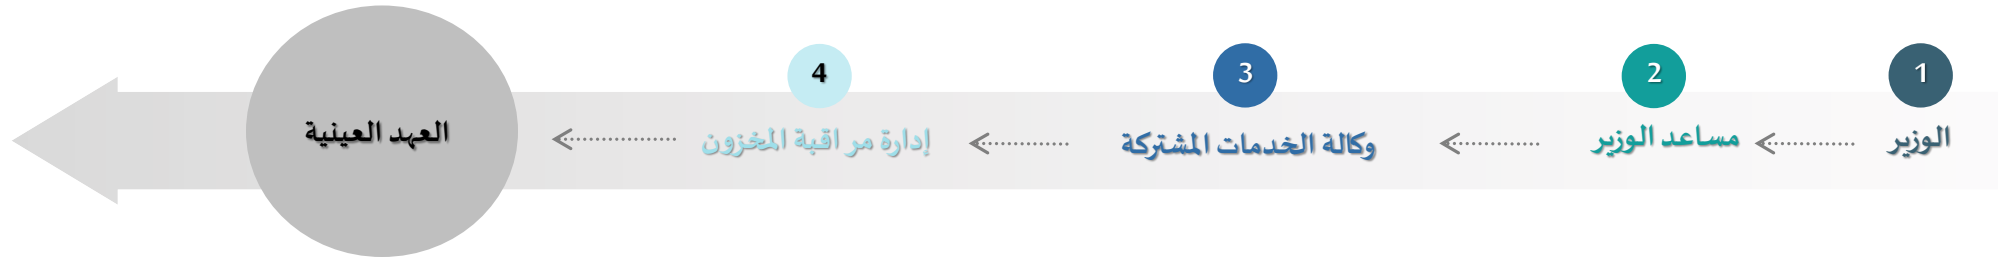 1
الوزير
2
مساعد الوزير
3
وكالة الخدمات المشتركة
4
إدارة مراقبة المخزون
العهد العينية